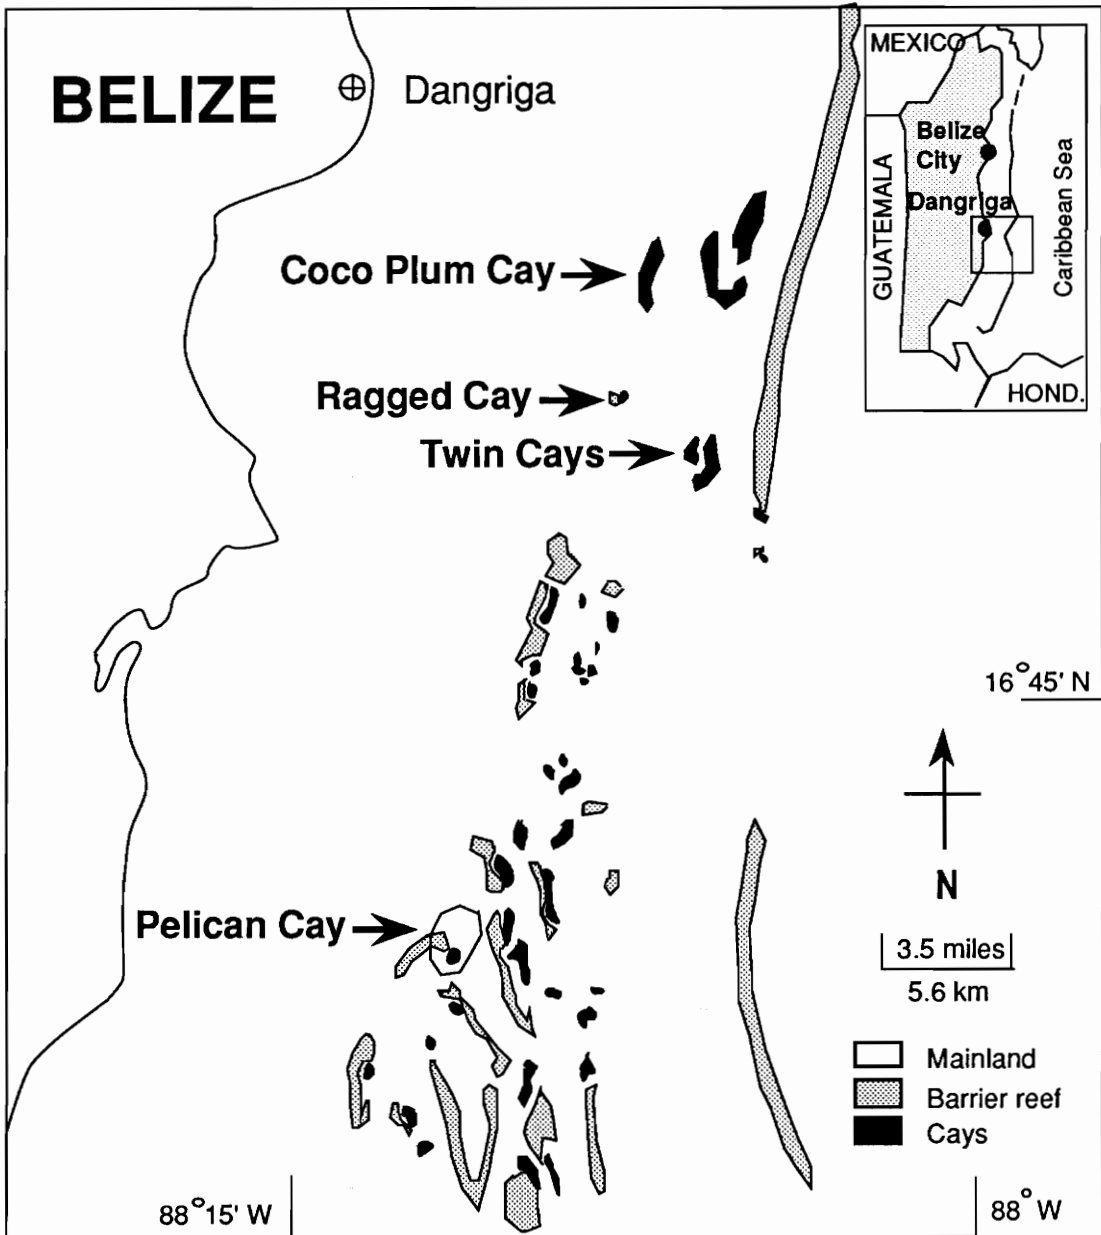 BELIZE
Dangriga
MEXICO
Belize
City
Dangriga
GUATEMALA
Caribbean Sea
HOND.
Coco Plum Cay
Ragged Cay
Twin Cays
16°45' N
N
Pelican Cay
3.5 miles
5.6 km
Mainland
Barrier reef
Cays
88°15' W
88° W